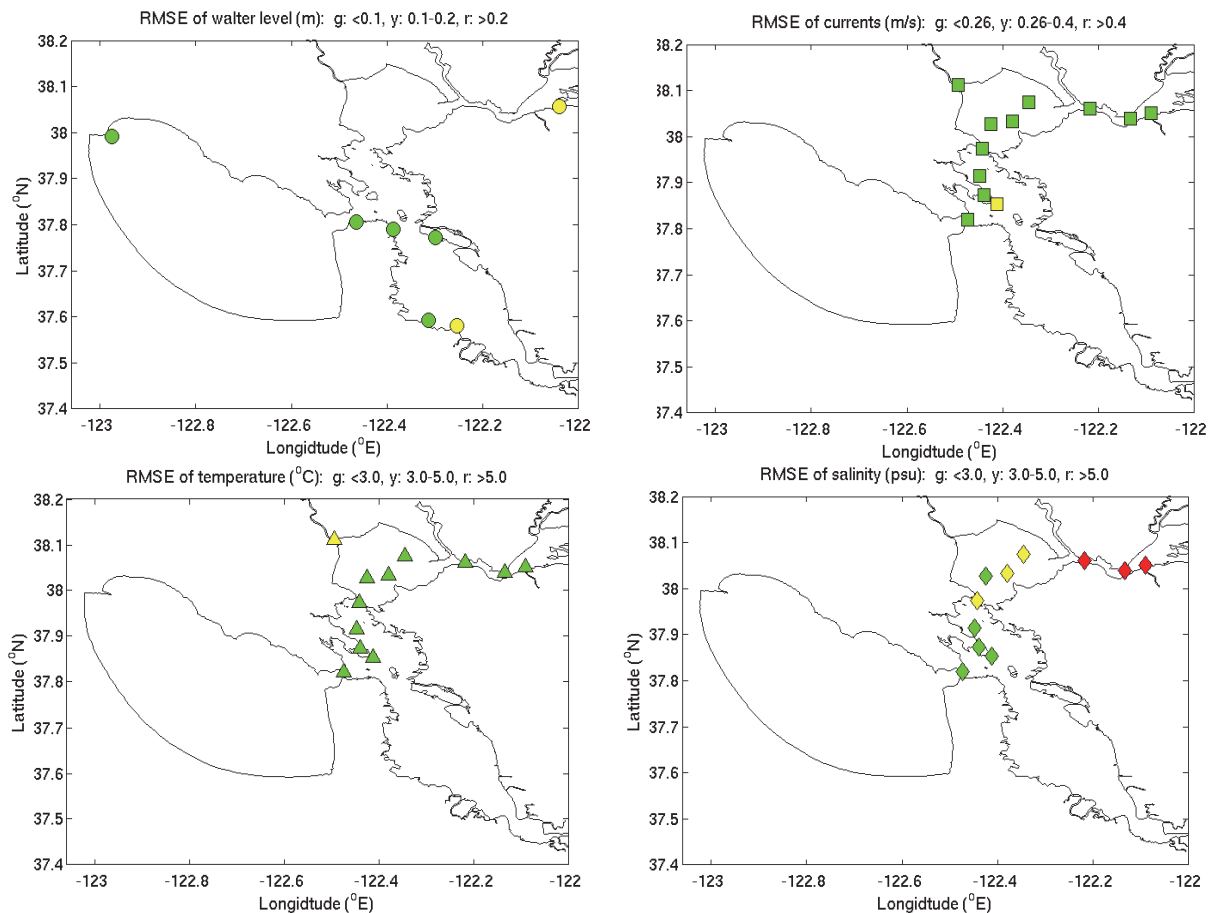 RMSE of walter level (m): g: <0.1, y: 0.1-0.2, r: >0.2
38.2
38.1
38
37.9
37.8
37.7
37.6
37.5
37.4
Latitude (°N)
-123 -122.8 -122.6 -122.4 -122.2 -122
Longidtude (°E)
RMSE of currents (m/s): g: <0.26, y: 0.26-0.4, r: >0.4
38.2
38.1
38
37.9
37.8
37.7
37.6
37.5
37.4
Latitude (°N)
-123 -122.8 -122.6 -122.4 -122.2 -122
Longidtude (°E)
RMSE of temperature (°C): g: <3.0, y: 3.0-5.0, r: >5.0
38.2
38.1
38
37.9
37.8
37.7
37.6
37.5
37.4
Latitude (°N)
-123 -122.8 -122.6 -122.4 -122.2 -122
Longidtude (°E)
RMSE of salinity (psu): g: <3.0, y: 3.0-5.0, r: >5.0
38.2
38.1
38
37.9
37.8
37.7
37.6
37.5
37.4
Latitude (°N)
-123 -122.8 -122.6 -122.4 -122.2 -122
Longidtude (°E)